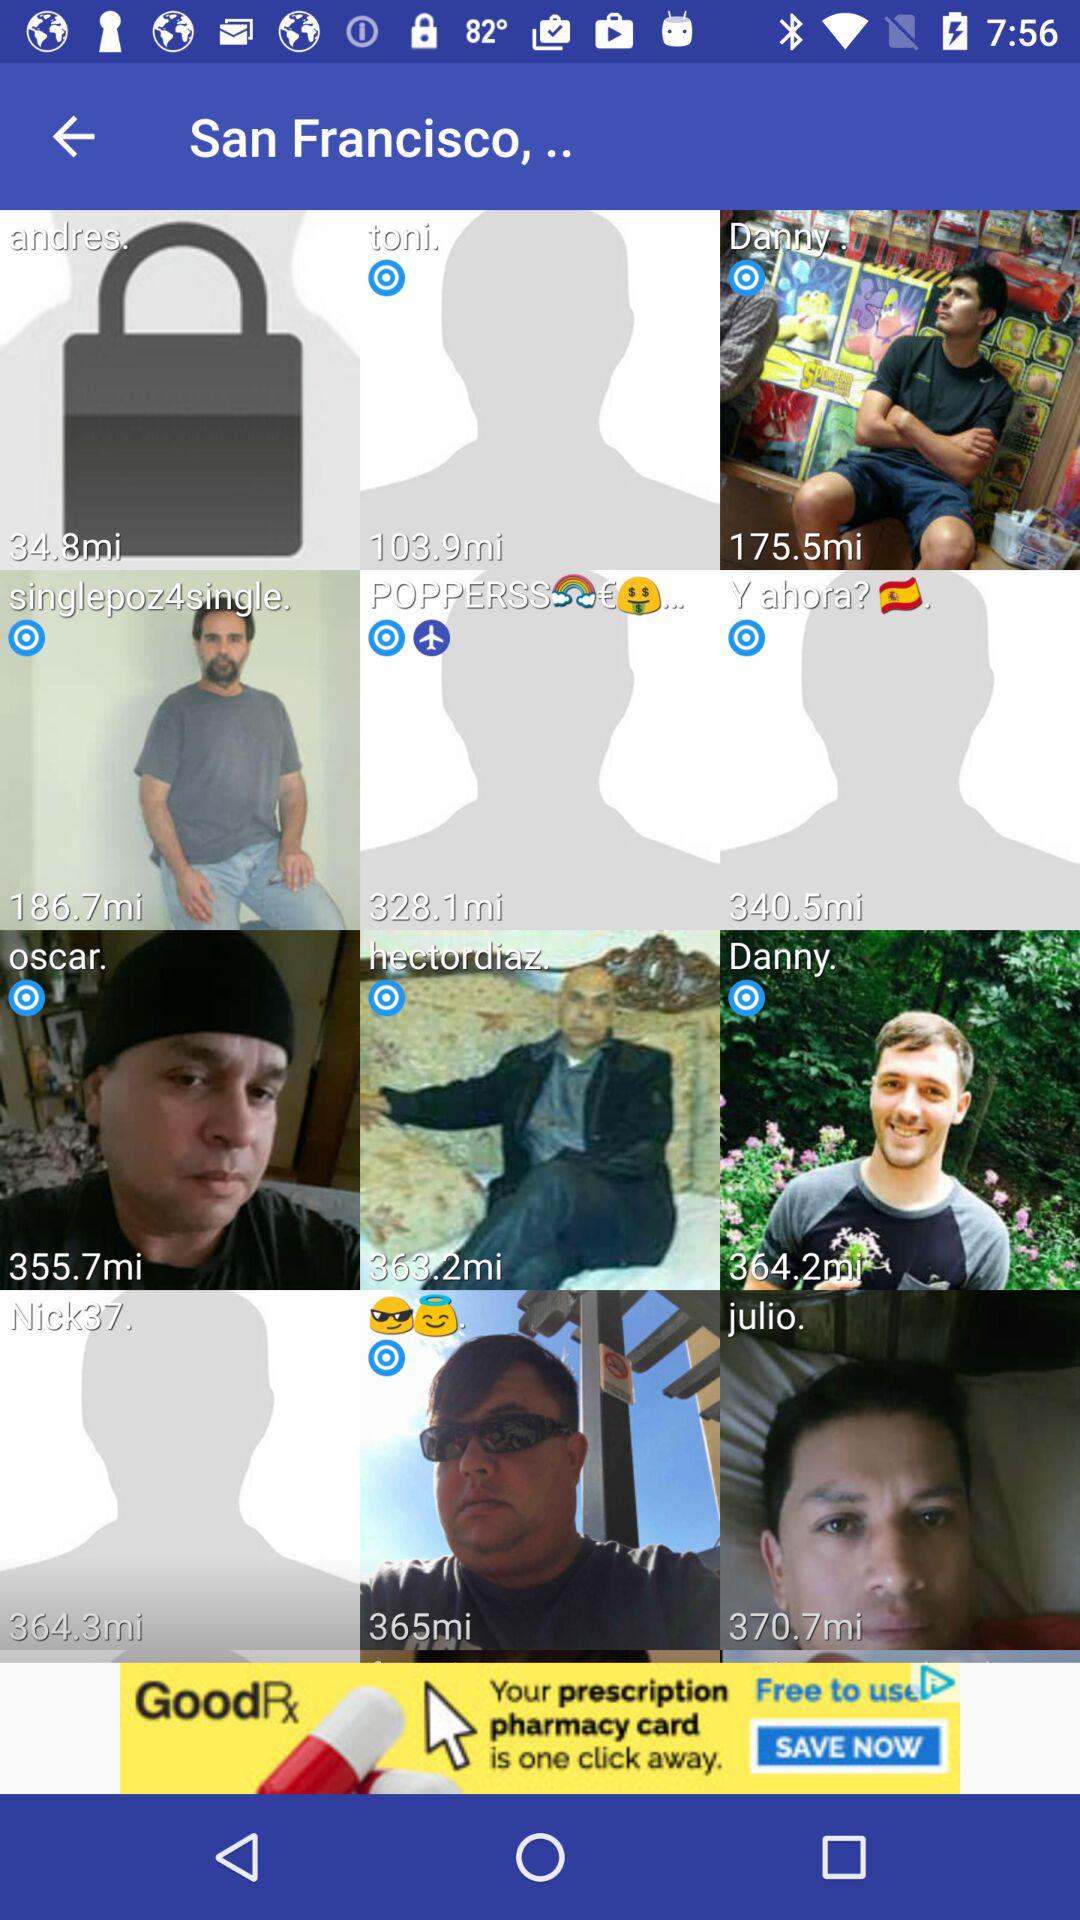 82° 7:56
San Francisco, ..
andres. toni. Danny .
34.8mi 103.9mi 175.5mi
singlepoz4single. POPPERSS🌈€🤑... Y ahora? 🇪🇸.
186.7mi 328.1mi 340.5mi
oscar. hectordiaz. Danny.
355.7mi 363.2mi 364.2mi
Nick37. 😎😇. julio.
364.3mi 365mi 370.7mi
GoodRx
Your prescription
pharmacy card
is one click away.
Free to use
SAVE NOW